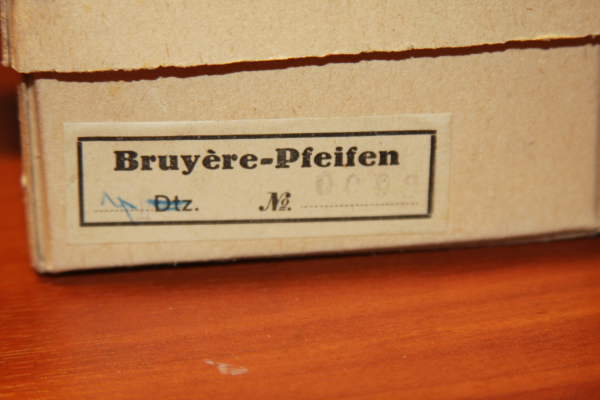 Bruyère-Pfeifen
Dtz. №.